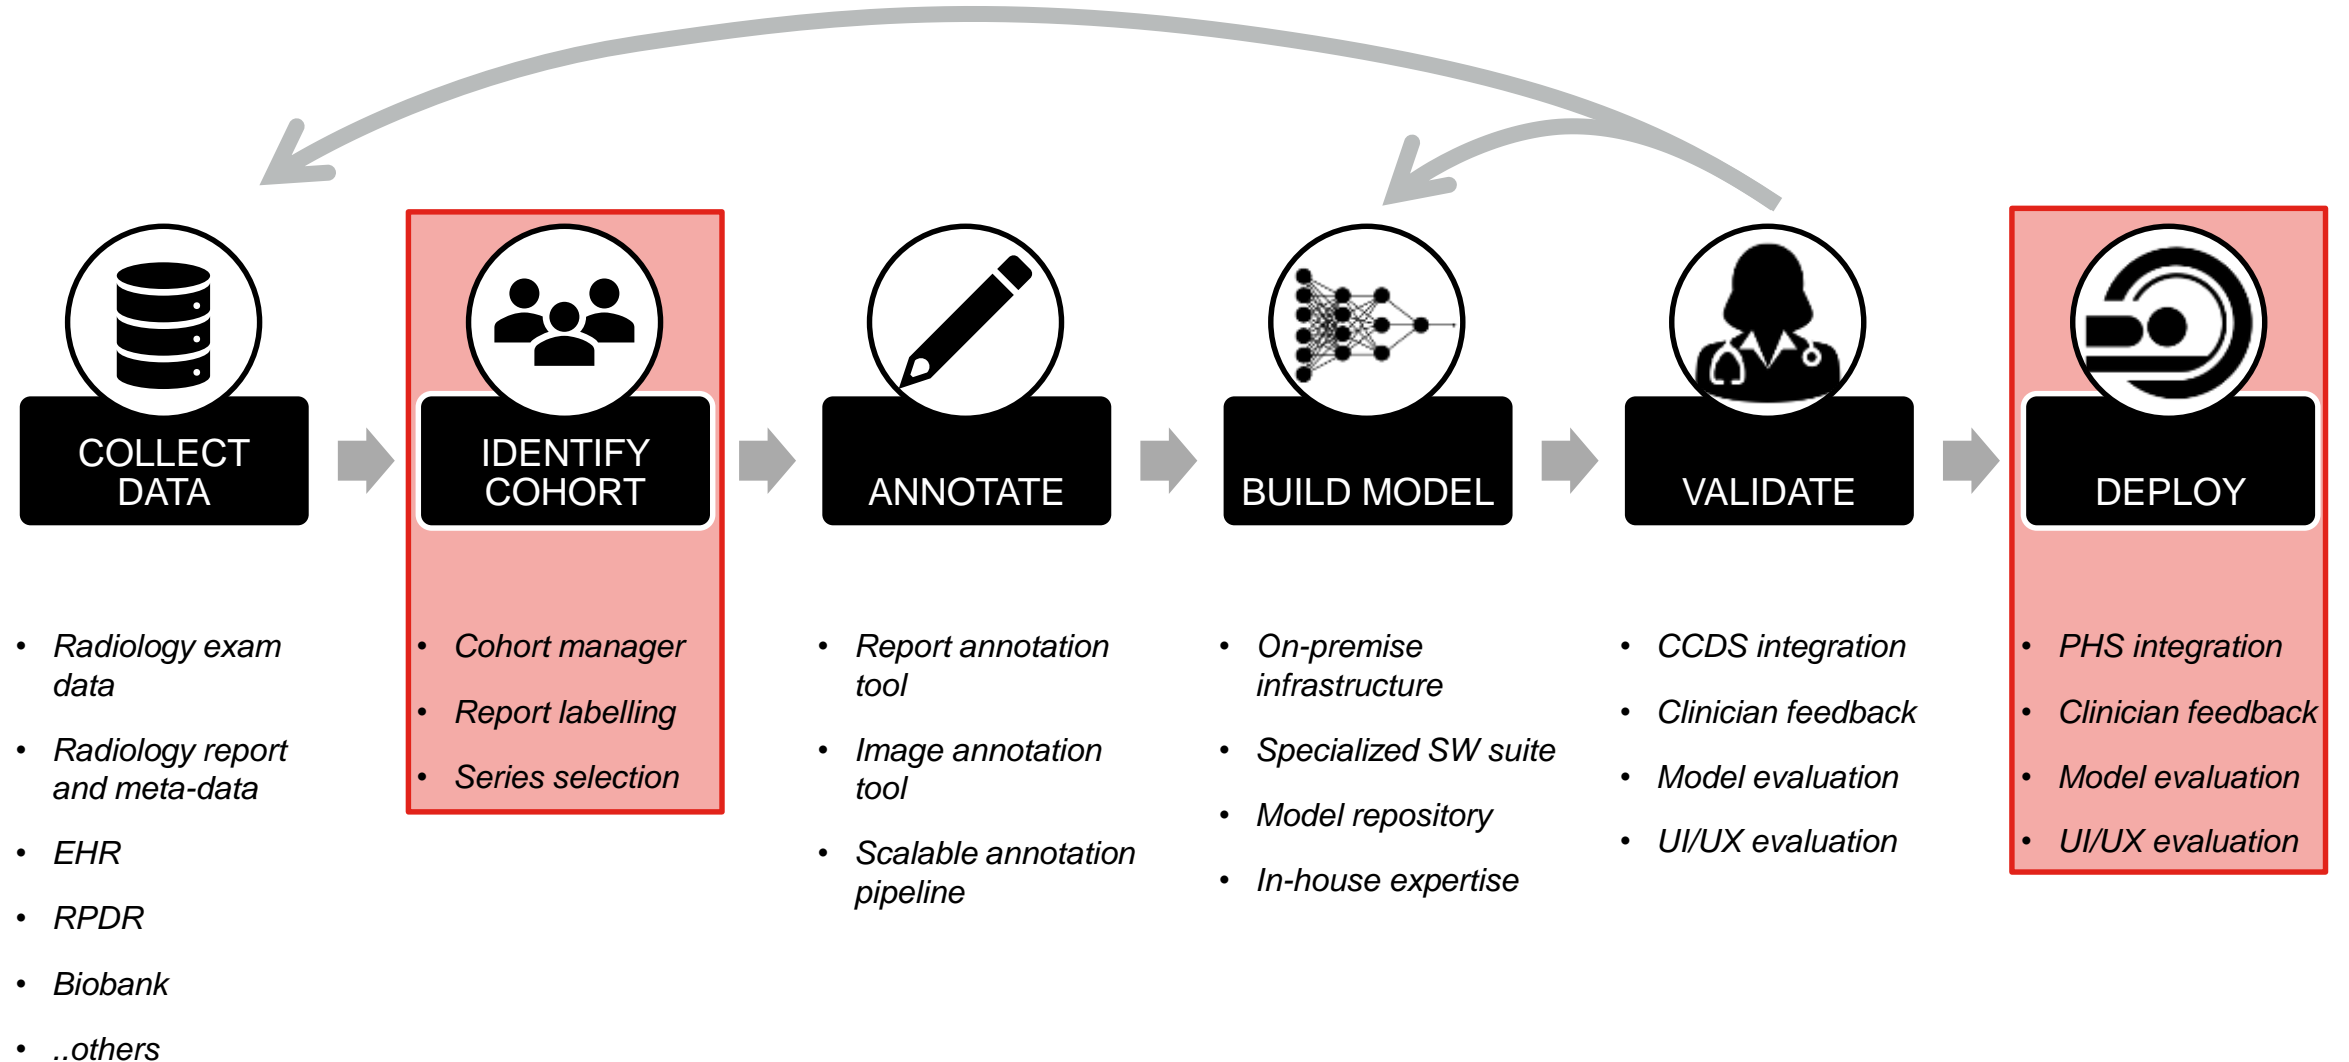 COLLECT
DATA
IDENTIFY
COHORT
ANNOTATE
BUILD MODEL
VALIDATE
DEPLOY
• Radiology exam
data
• Radiology report
and meta-data
• EHR
• RPDR
• Biobank
• ..others
• Cohort manager
• Report labelling
• Series selection
• Report annotation
tool
• Image annotation
tool
• Scalable annotation
pipeline
• On-premise
infrastructure
• Specialized SW suite
• Model repository
• In-house expertise
• CCDS integration
• Clinician feedback
• Model evaluation
• UI/UX evaluation
• PHS integration
• Clinician feedback
• Model evaluation
• UI/UX evaluation